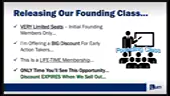 Releasing Our Founding Class...
VERY Limited Seats - Initial Founding
Members Only...
I'm Offering a BIG Discount For Early
Action Takers...
This is a LIFE-TIME Membership...
ONLY Time You'll See This Opportunity...
Discount EXPIRES When We Sell Out...